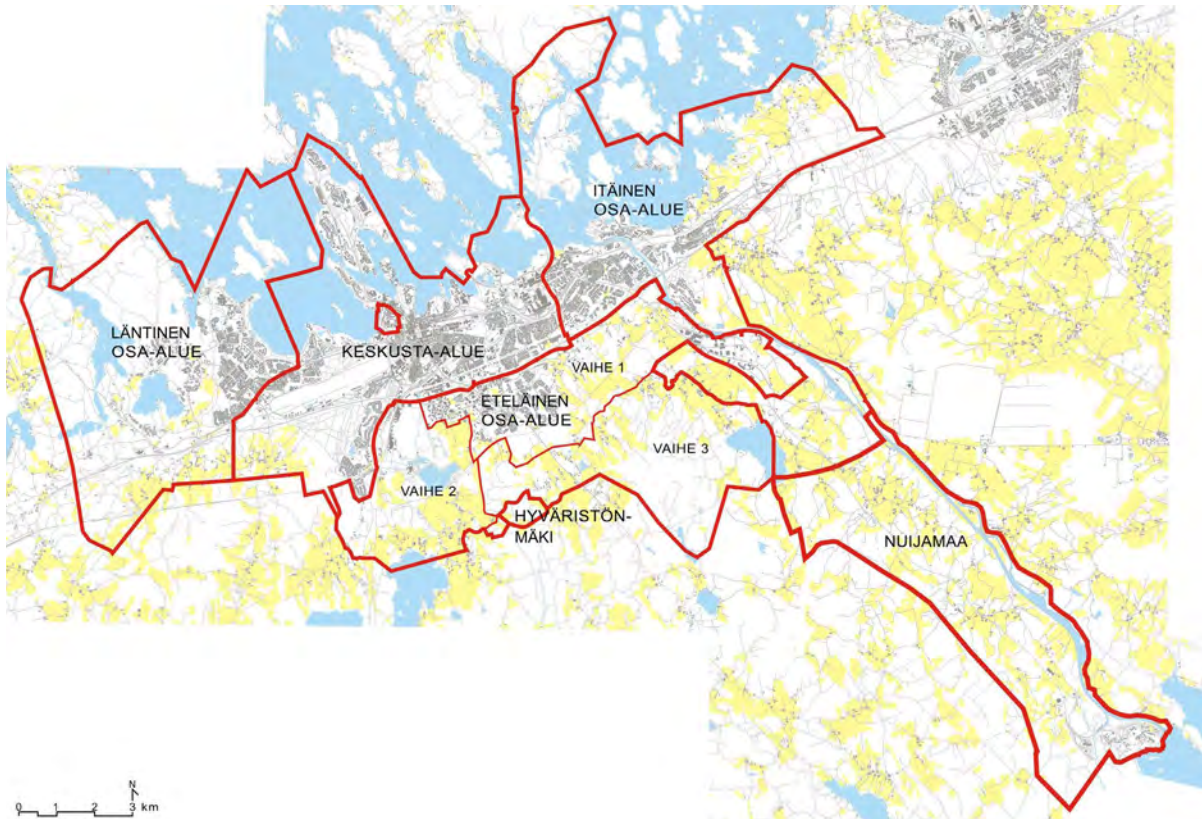 ITÄINEN
OSA-ALUE
LÄNTINEN
OSA-ALUE
KESKUSTA-ALUE
VAIHE 1
ETELÄINEN
OSA-ALUE
VAIHE 3
VAIHE 2
HYVÄRISTÖN-
MÄKI
NUIJAMAA
N
0 1 2 3 km